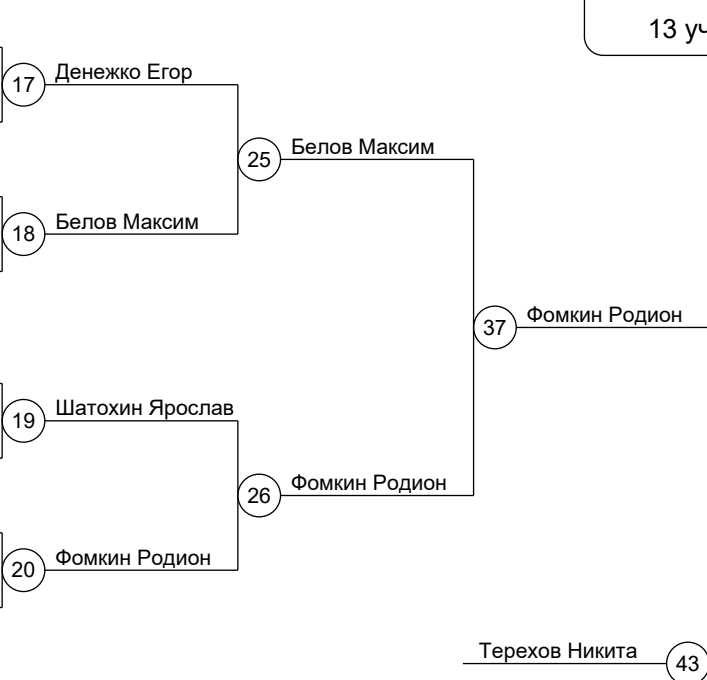 13 уч
17 Денежко Егор
25 Белов Максим
18 Белов Максим
37 Фомкин Родион
19 Шатохин Ярослав
26 Фомкин Родион
20 Фомкин Родион
Терехов Никита 43